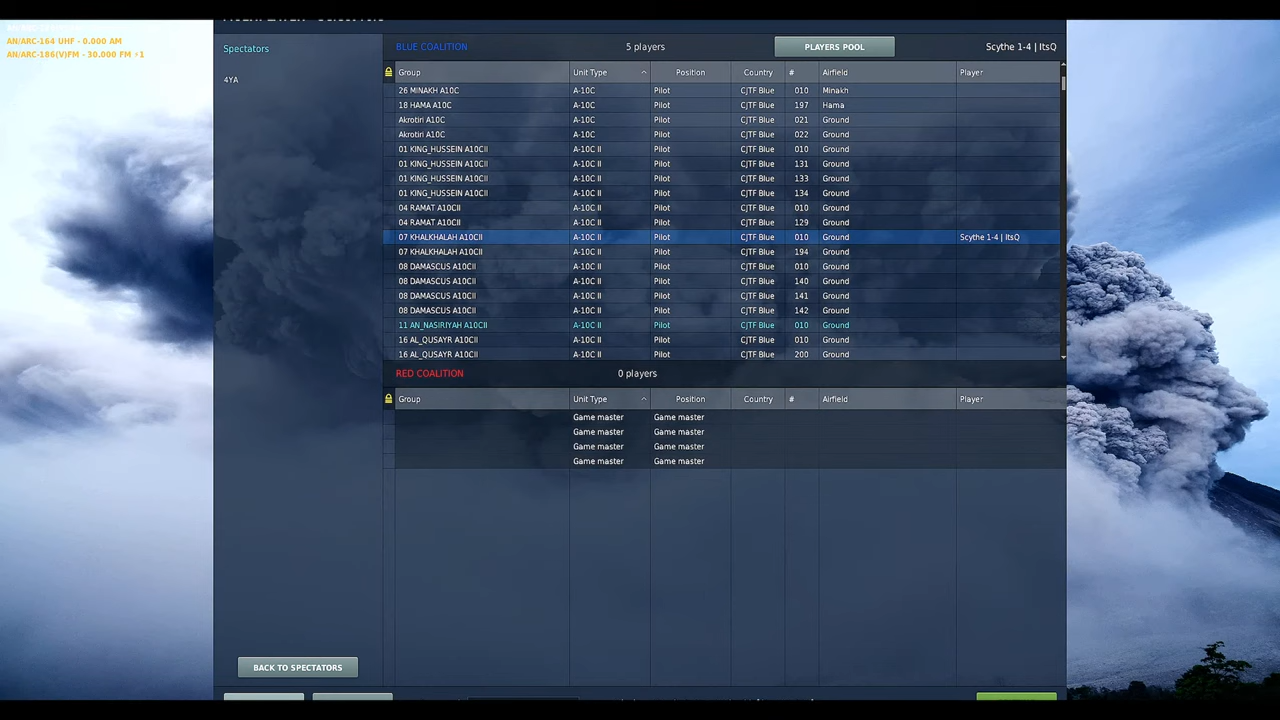 AN/ARC-164 UHF - 0.000 AM
AN/ARC-186(V)FM - 30.000 FM
Spectators
4YA
BLUE COALITION 5 players PLAYERS POOL Scythe 1-4 | ItsQ
Group Unit Type Position Country # Airfield Player
26 MINAKH A10C A-10C Pilot CJTF Blue 010 Minakh
18 HAMA A10C A-10C Pilot CJTF Blue 197 Hama
Akrotiri A10C A-10C Pilot CJTF Blue 021 Ground
Akrotiri A10C A-10C Pilot CJTF Blue 022 Ground
01 KING_HUSSEIN A10CII A-10C II Pilot CJTF Blue 010 Ground
01 KING_HUSSEIN A10CII A-10C II Pilot CJTF Blue 131 Ground
01 KING_HUSSEIN A10CII A-10C II Pilot CJTF Blue 133 Ground
01 KING_HUSSEIN A10CII A-10C II Pilot CJTF Blue 134 Ground
04 RAMAT A10CII A-10C II Pilot CJTF Blue 010 Ground
04 RAMAT A10CII A-10C II Pilot CJTF Blue 129 Ground
07 KHALKHALAH A10CII A-10C II Pilot CJTF Blue 010 Ground Scythe 1-4 | ItsQ
07 KHALKHALAH A10CII A-10C II Pilot CJTF Blue 194 Ground
08 DAMASCUS A10CII A-10C II Pilot CJTF Blue 010 Ground
08 DAMASCUS A10CII A-10C II Pilot CJTF Blue 140 Ground
08 DAMASCUS A10CII A-10C II Pilot CJTF Blue 141 Ground
08 DAMASCUS A10CII A-10C II Pilot CJTF Blue 142 Ground
11 AN_NASIRIYAH A10CII A-10C II Pilot CJTF Blue 010 Ground
16 AL_QUSAYR A10CII A-10C II Pilot CJTF Blue 010 Ground
16 AL_QUSAYR A10CII A-10C II Pilot CJTF Blue 200 Ground
RED COALITION 0 players
Group Unit Type Position Country # Airfield Player
Game master Game master
Game master Game master
Game master Game master
Game master Game master
BACK TO SPECTATORS